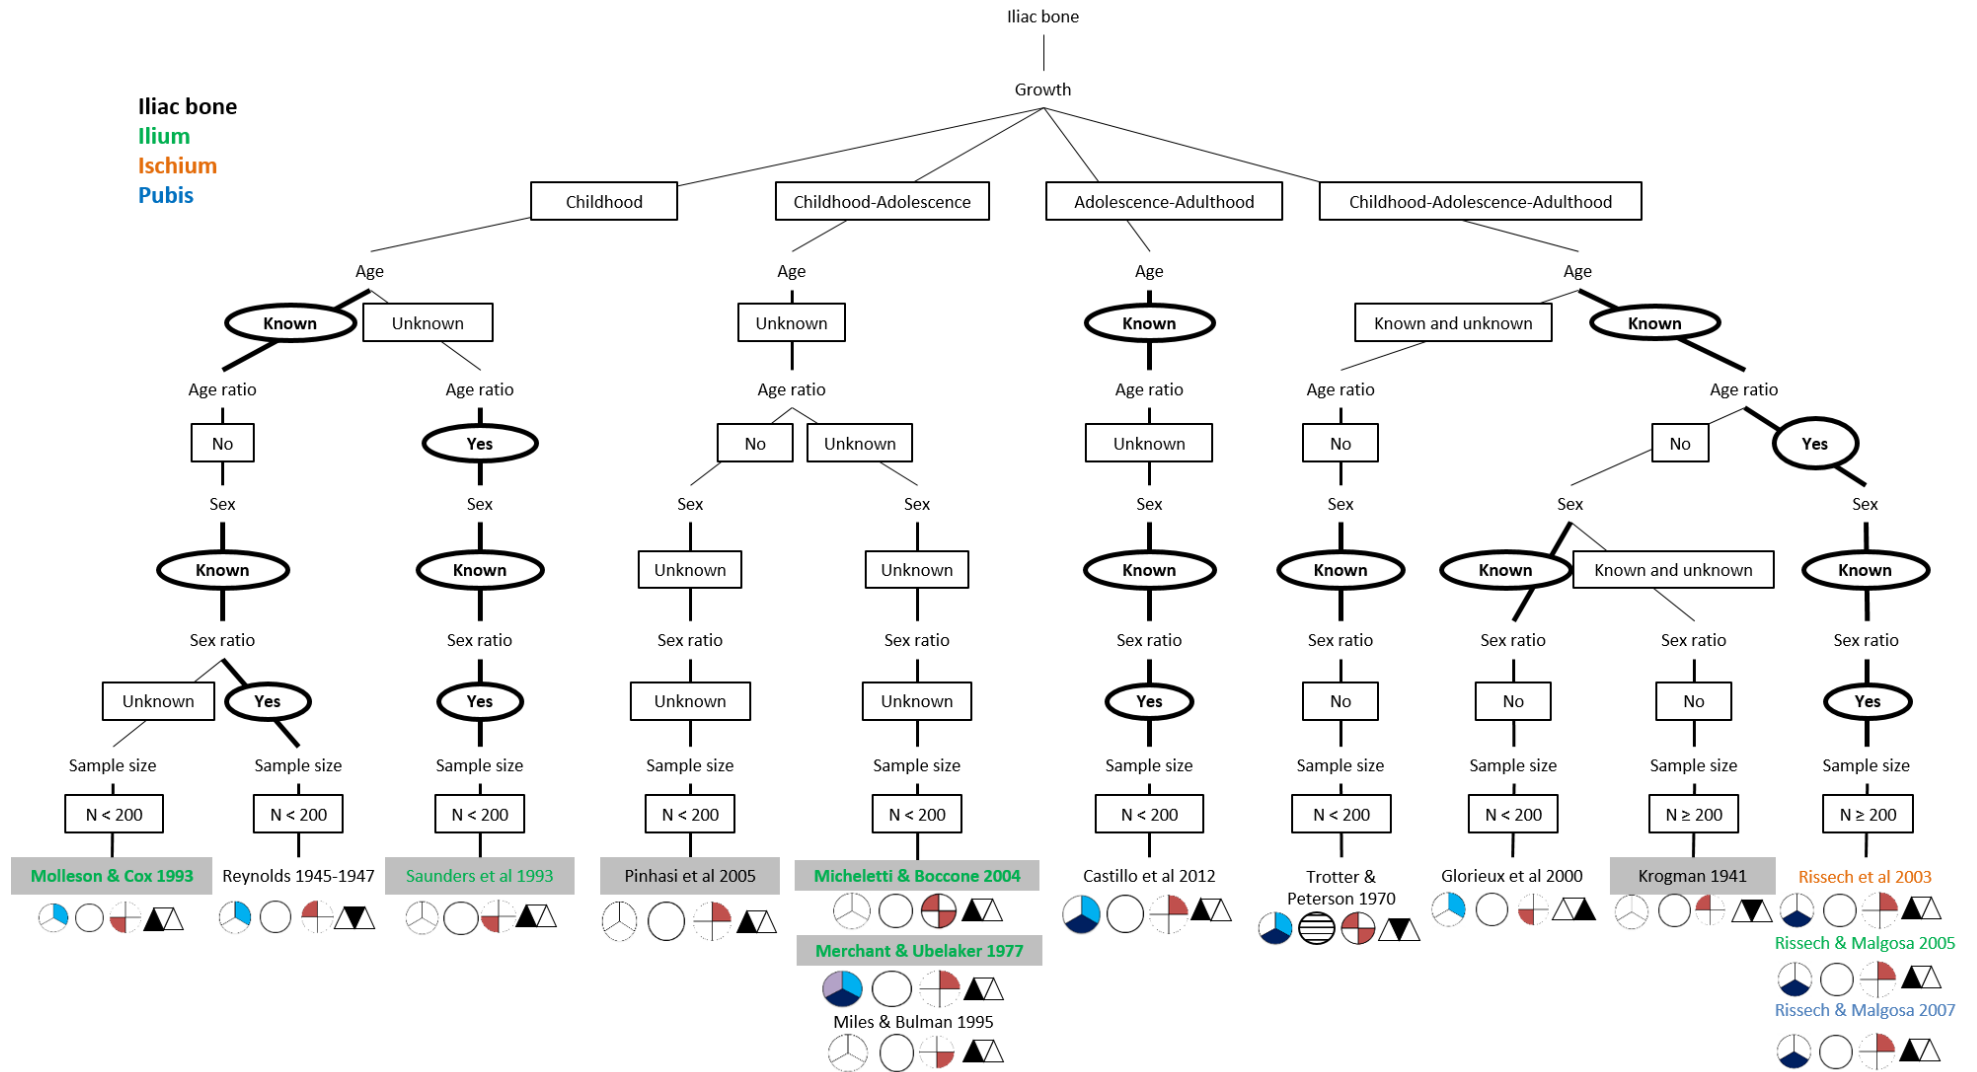 Iliac bone
Growth
Iliac bone
Ilium
Ischium
Pubis
Childhood
Childhood-Adolescence
Adolescence-Adulthood
Childhood-Adolescence-Adulthood
Age
Age
Age
Age
Known
Unknown
Unknown
Known
Known and unknown
Known
Age ratio
Age ratio
Age ratio
Age ratio
Age ratio
Age ratio
No
Yes
No
Unknown
Unknown
No
No
Yes
Sex
Sex
Sex
Sex
Sex
Sex
Sex
Sex
Known
Known
Unknown
Unknown
Known
Known
Known
Known and unknown
Known
Sex ratio
Sex ratio
Sex ratio
Sex ratio
Sex ratio
Sex ratio
Sex ratio
Sex ratio
Sex ratio
Unknown
Yes
Yes
Unknown
Unknown
Yes
No
No
No
Yes
Sample size
Sample size
Sample size
Sample size
Sample size
Sample size
Sample size
Sample size
Sample size
Sample size
N < 200
N < 200
N < 200
N < 200
N < 200
N < 200
N < 200
N < 200
N ≥ 200
N ≥ 200
Molleson & Cox 1993
Reynolds 1945-1947
Saunders et al 1993
Pinhasi et al 2005
Micheletti & Boccone 2004
Castillo et al 2012
Trotter &
Peterson 1970
Glorieux et al 2000
Krogman 1941
Rissech et al 2003
Merchant & Ubelaker 1977
Rissech & Malgosa 2005
Miles & Bulman 1995
Rissech & Malgosa 2007